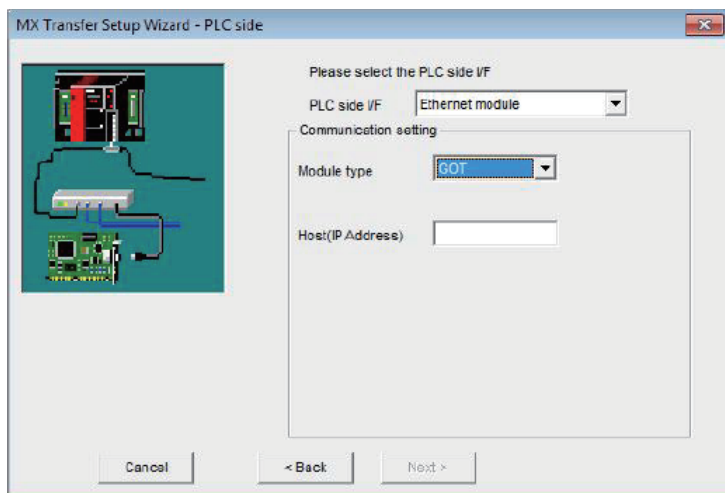 MX Transfer Setup Wizard - PLC side
Please select the PLC side I/F
PLC side I/F Ethernet module
Communication setting
Module type GOT
Host(IP Address)
Cancel < Back Next >